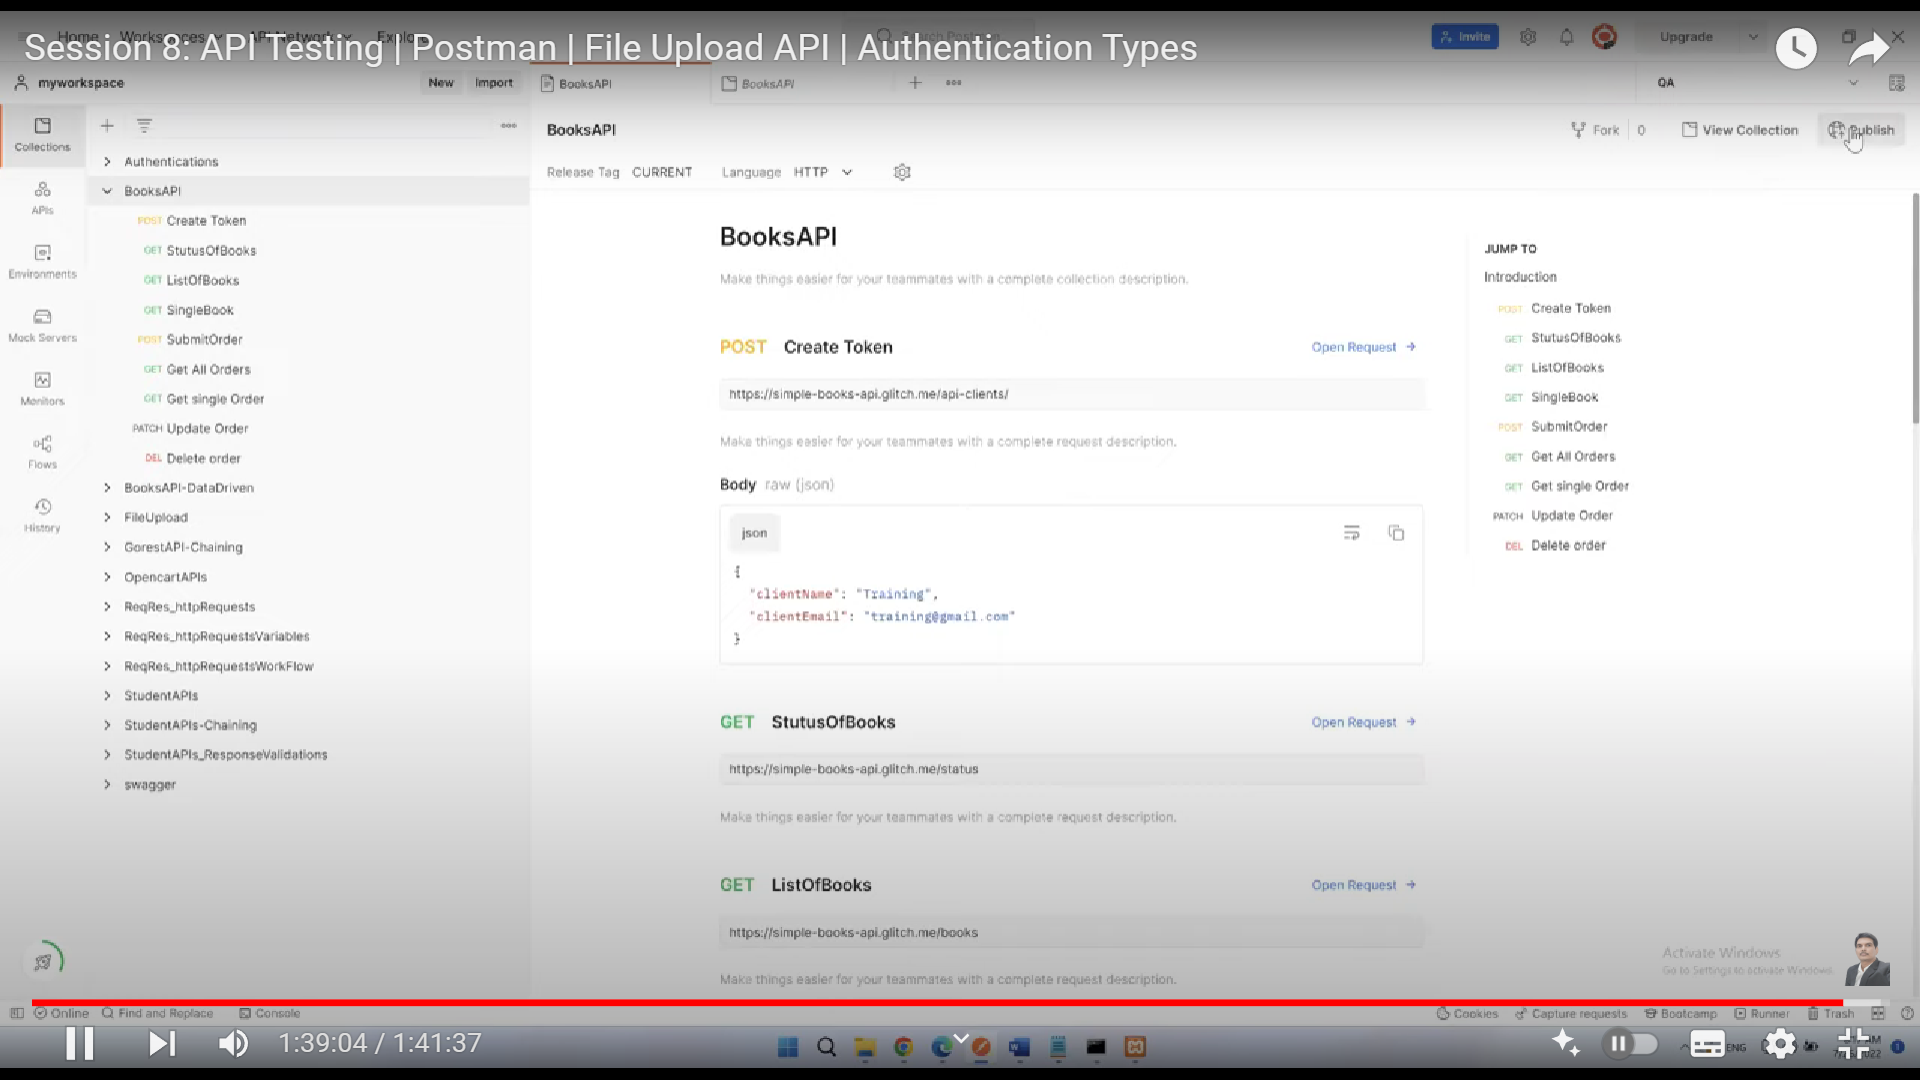 Session 8: API Testing | Postman | File Upload API | Authentication Types
Invite
Upgrade
myworkspace
New
Import
BooksAPI
BooksAPI
QA
Collections
APIs
Environments
Mock Servers
Monitors
Flows
History
Authentications
BooksAPI
POST Create Token
GET StutusOfBooks
GET ListOfBooks
GET SingleBook
POST SubmitOrder
GET Get All Orders
GET Get single Order
PATCH Update Order
DEL Delete order
BooksAPI-DataDriven
FileUpload
GorestAPI-Chaining
OpencartAPIs
ReqRes_httpRequests
ReqRes_httpRequestsVariables
ReqRes_httpRequestsWorkFlow
StudentAPIs
StudentAPIs-Chaining
StudentAPIs_ResponseValidations
swagger
BooksAPI
Fork 0
View Collection
Publish
Release Tag CURRENT Language HTTP
BooksAPI
Make things easier for your teammates with a complete collection description.
POST Create Token
Open Request →
https://simple-books-api.glitch.me/api-clients/
Make things easier for your teammates with a complete request description.
Body raw (json)
json
{
"clientName": "Training",
"clientEmail": "training@gmail.com"
}
GET StutusOfBooks
Open Request →
https://simple-books-api.glitch.me/status
Make things easier for your teammates with a complete request description.
GET ListOfBooks
Open Request →
https://simple-books-api.glitch.me/books
Make things easier for your teammates with a complete request description.
JUMP TO
Introduction
POST Create Token
GET StutusOfBooks
GET ListOfBooks
GET SingleBook
POST SubmitOrder
GET Get All Orders
GET Get single Order
PATCH Update Order
DEL Delete order
Activate Windows
Go to Settings to activate Windows.
Online
Find and Replace
Console
Cookies
Capture requests
Bootcamp
Runner
Trash
1:39:04 / 1:41:37
ENG